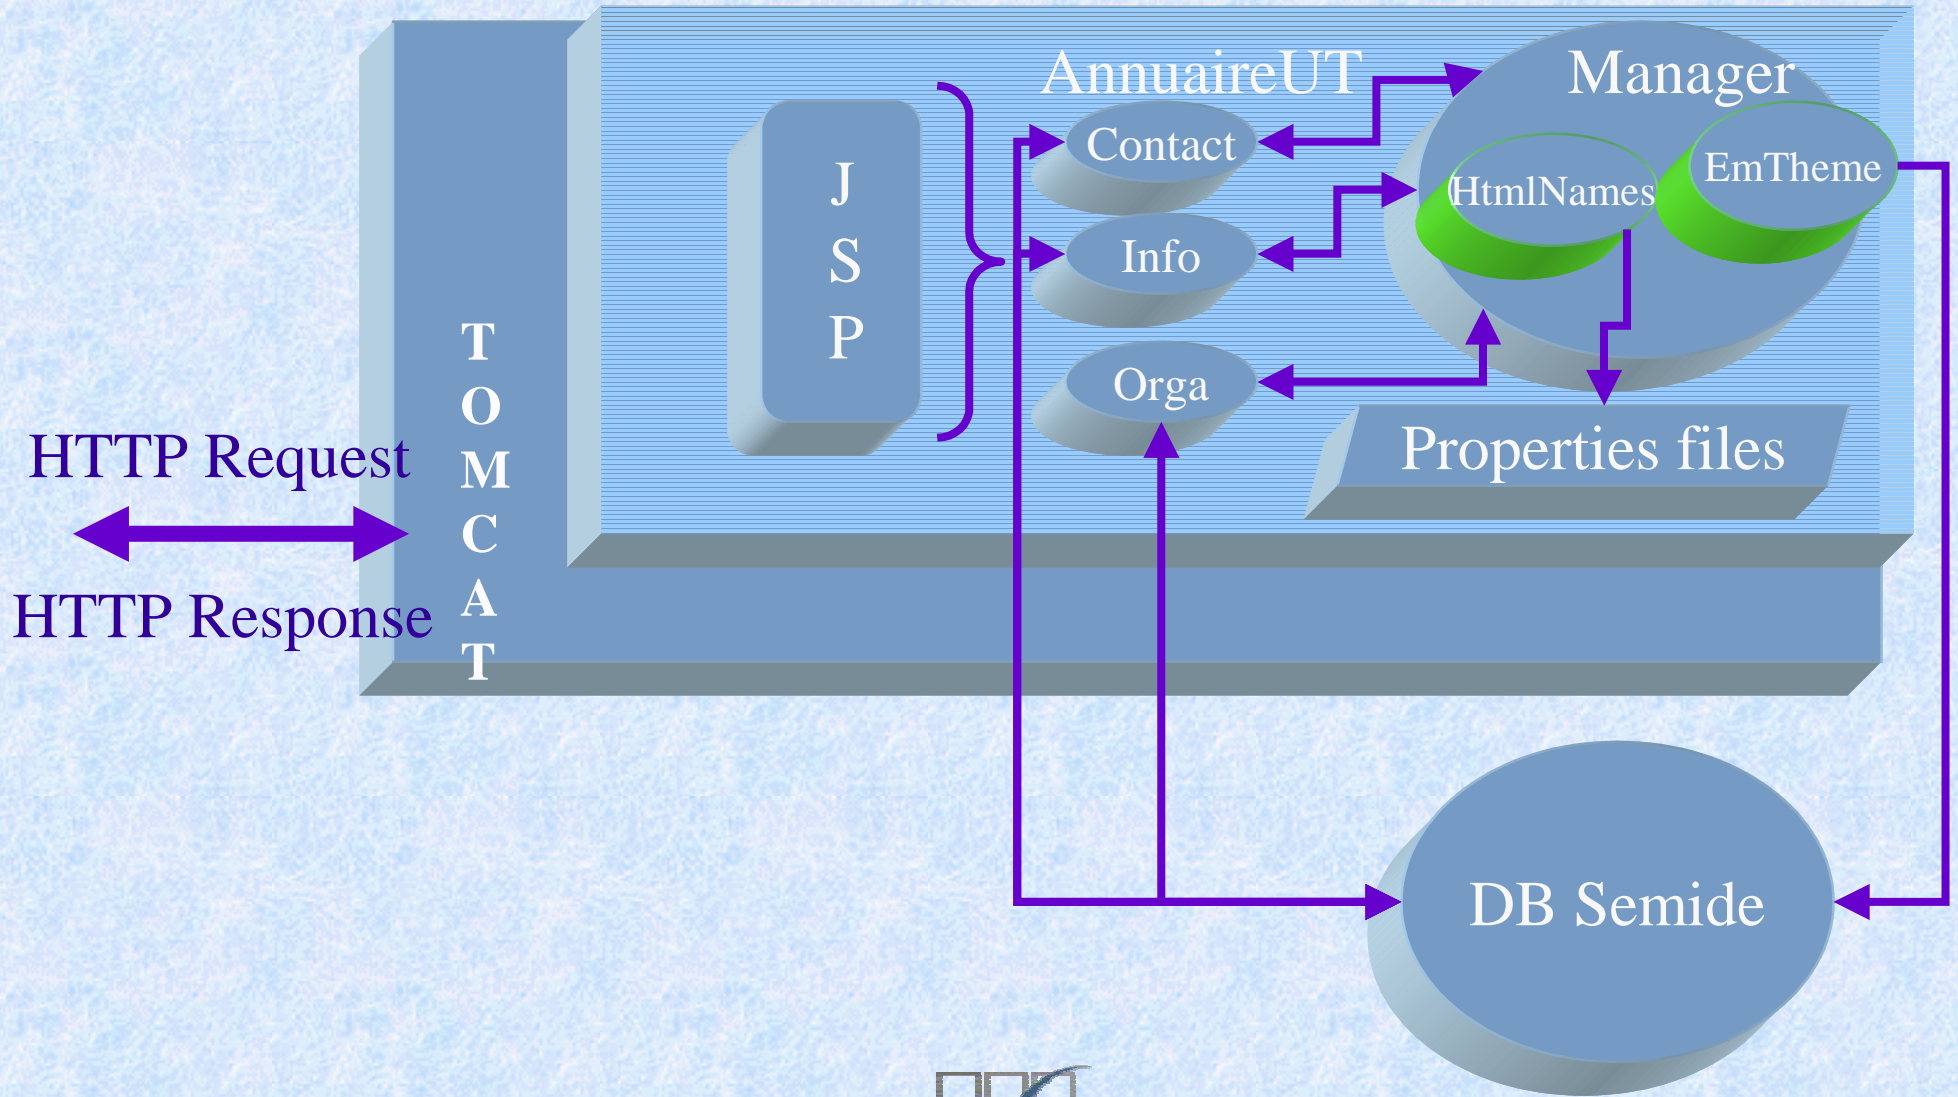 AnnuaireUT
Manager
Contact
HtmlNames
EmTheme
J
S
P
Info
Orga
T
O
M
C
A
T
HTTP Request
HTTP Response
Properties files
DB Semide